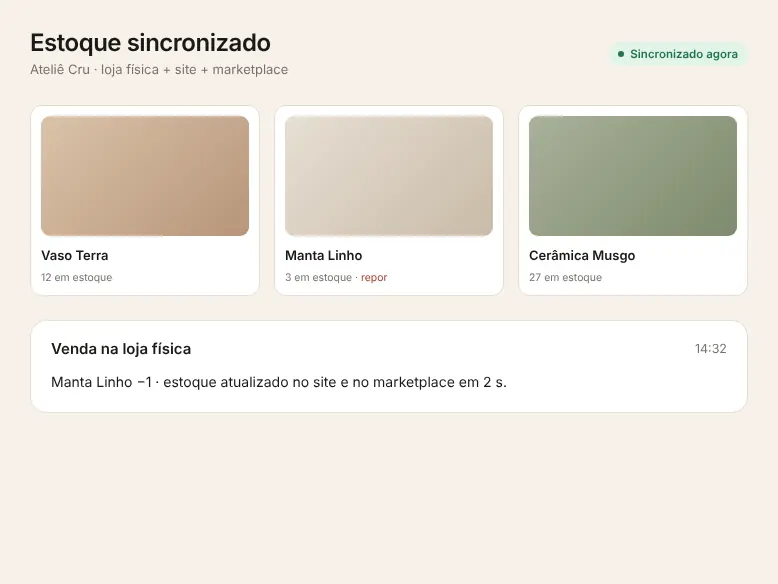 Estoque sincronizado
Ateliê Cru · loja física + site + marketplace
Sincronizado agora
Vaso Terra
12 em estoque
Manta Linho
3 em estoque · repor
Cerâmica Musgo
27 em estoque
Venda na loja física
14:32
Manta Linho −1 · estoque atualizado no site e no marketplace em 2 s.